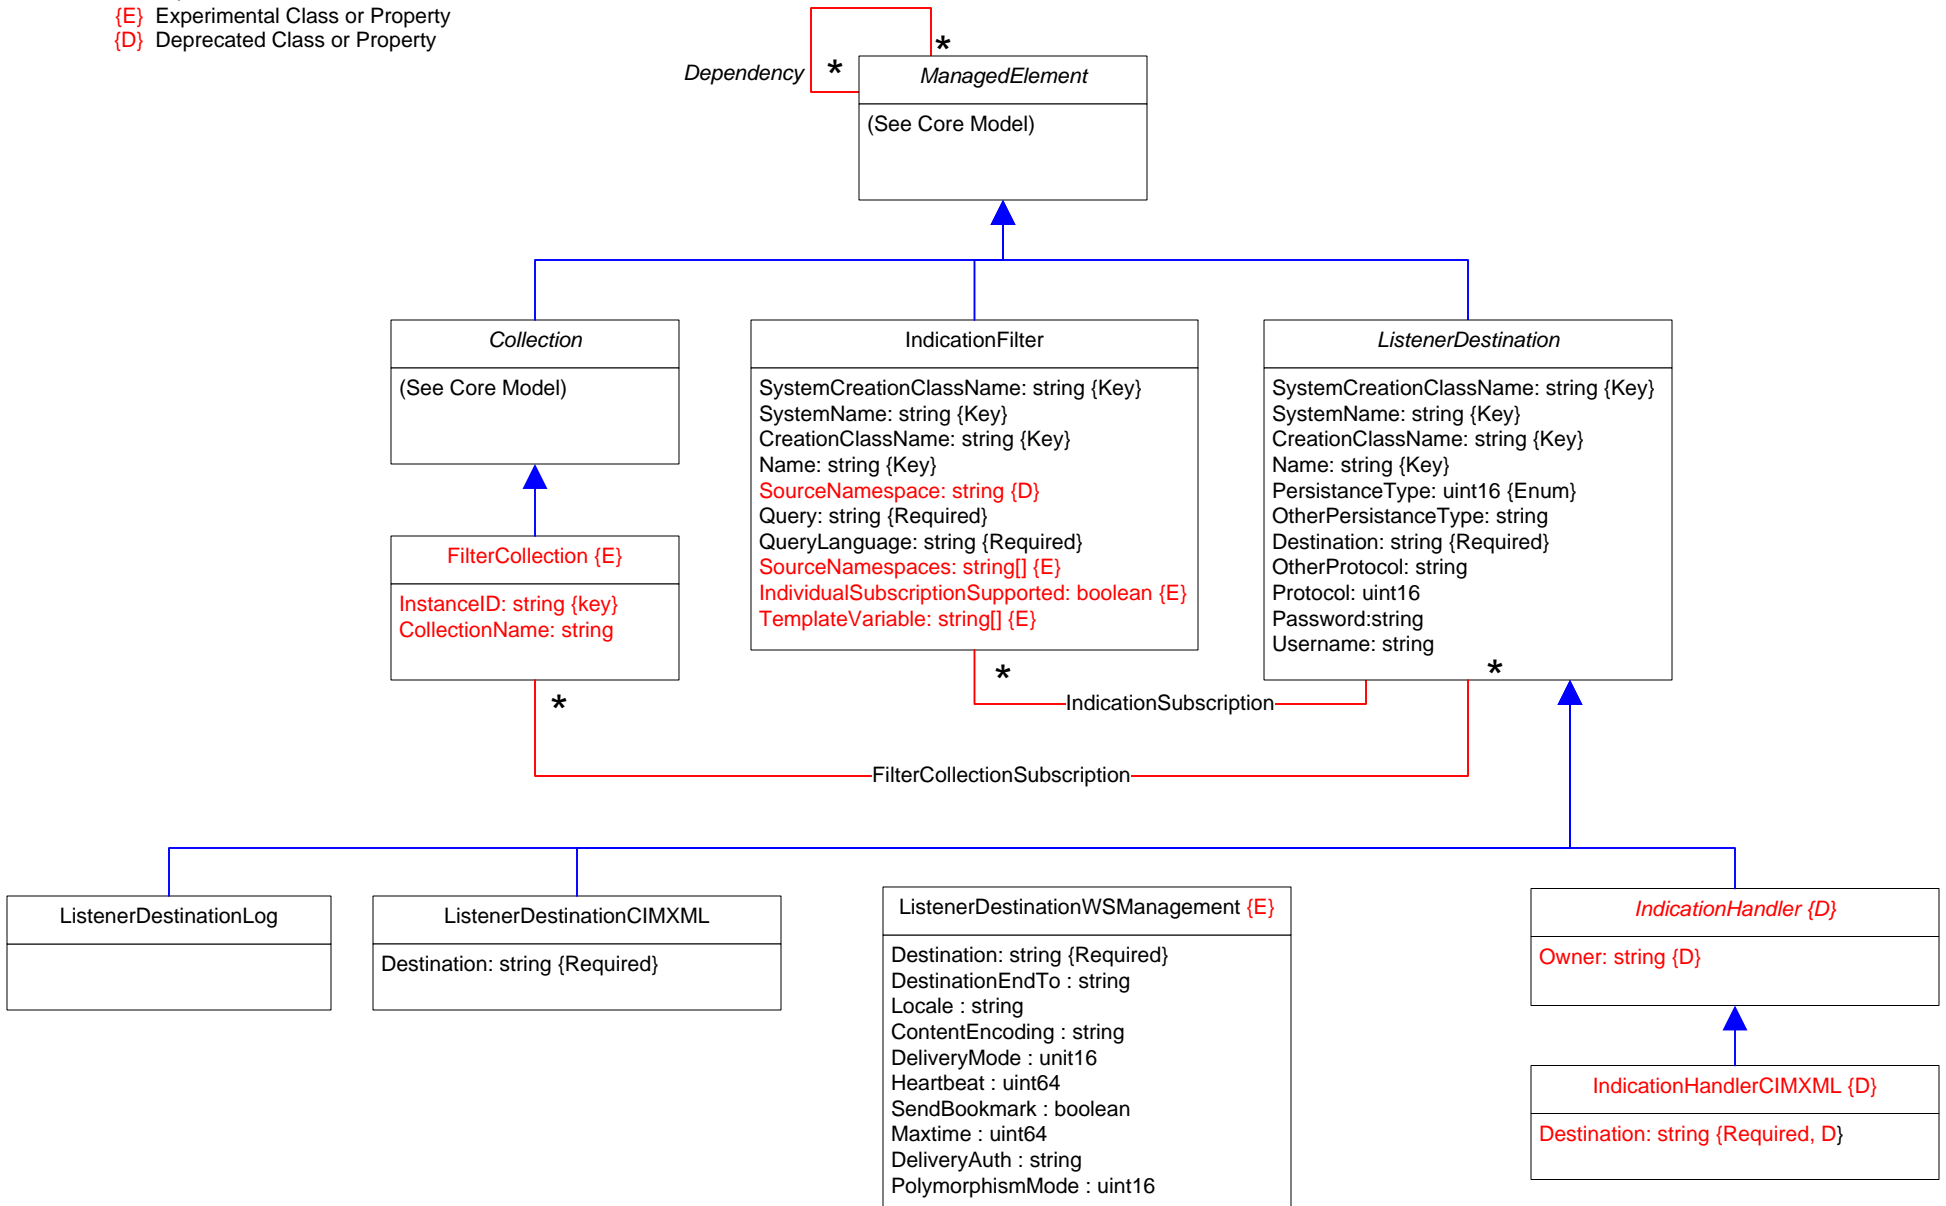 {E} Experimental Class or Property
{D} Deprecated Class or Property
Dependency
*
*
ManagedElement
(See Core Model)
Collection
(See Core Model)
IndicationFilter
SystemCreationClassName: string {Key}
SystemName: string {Key}
CreationClassName: string {Key}
Name: string {Key}
SourceNamespace: string {D}
Query: string {Required}
QueryLanguage: string {Required}
SourceNamespaces: string[] {E}
IndividualSubscriptionSupported: boolean {E}
TemplateVariable: string[] {E}
ListenerDestination
SystemCreationClassName: string {Key}
SystemName: string {Key}
CreationClassName: string {Key}
Name: string {Key}
PersistanceType: uint16 {Enum}
OtherPersistanceType: string
Destination: string {Required}
OtherProtocol: string
Protocol: uint16
Password:string
Username: string
FilterCollection {E}
InstanceID: string {key}
CollectionName: string
*
*
*
IndicationSubscription
FilterCollectionSubscription
ListenerDestinationLog
ListenerDestinationCIMXML
Destination: string {Required}
ListenerDestinationWSManagement {E}
Destination: string {Required}
DestinationEndTo : string
Locale : string
ContentEncoding : string
DeliveryMode : unit16
Heartbeat : uint64
SendBookmark : boolean
Maxtime : uint64
DeliveryAuth : string
PolymorphismMode : uint16
IndicationHandler {D}
Owner: string {D}
IndicationHandlerCIMXML {D}
Destination: string {Required, D}